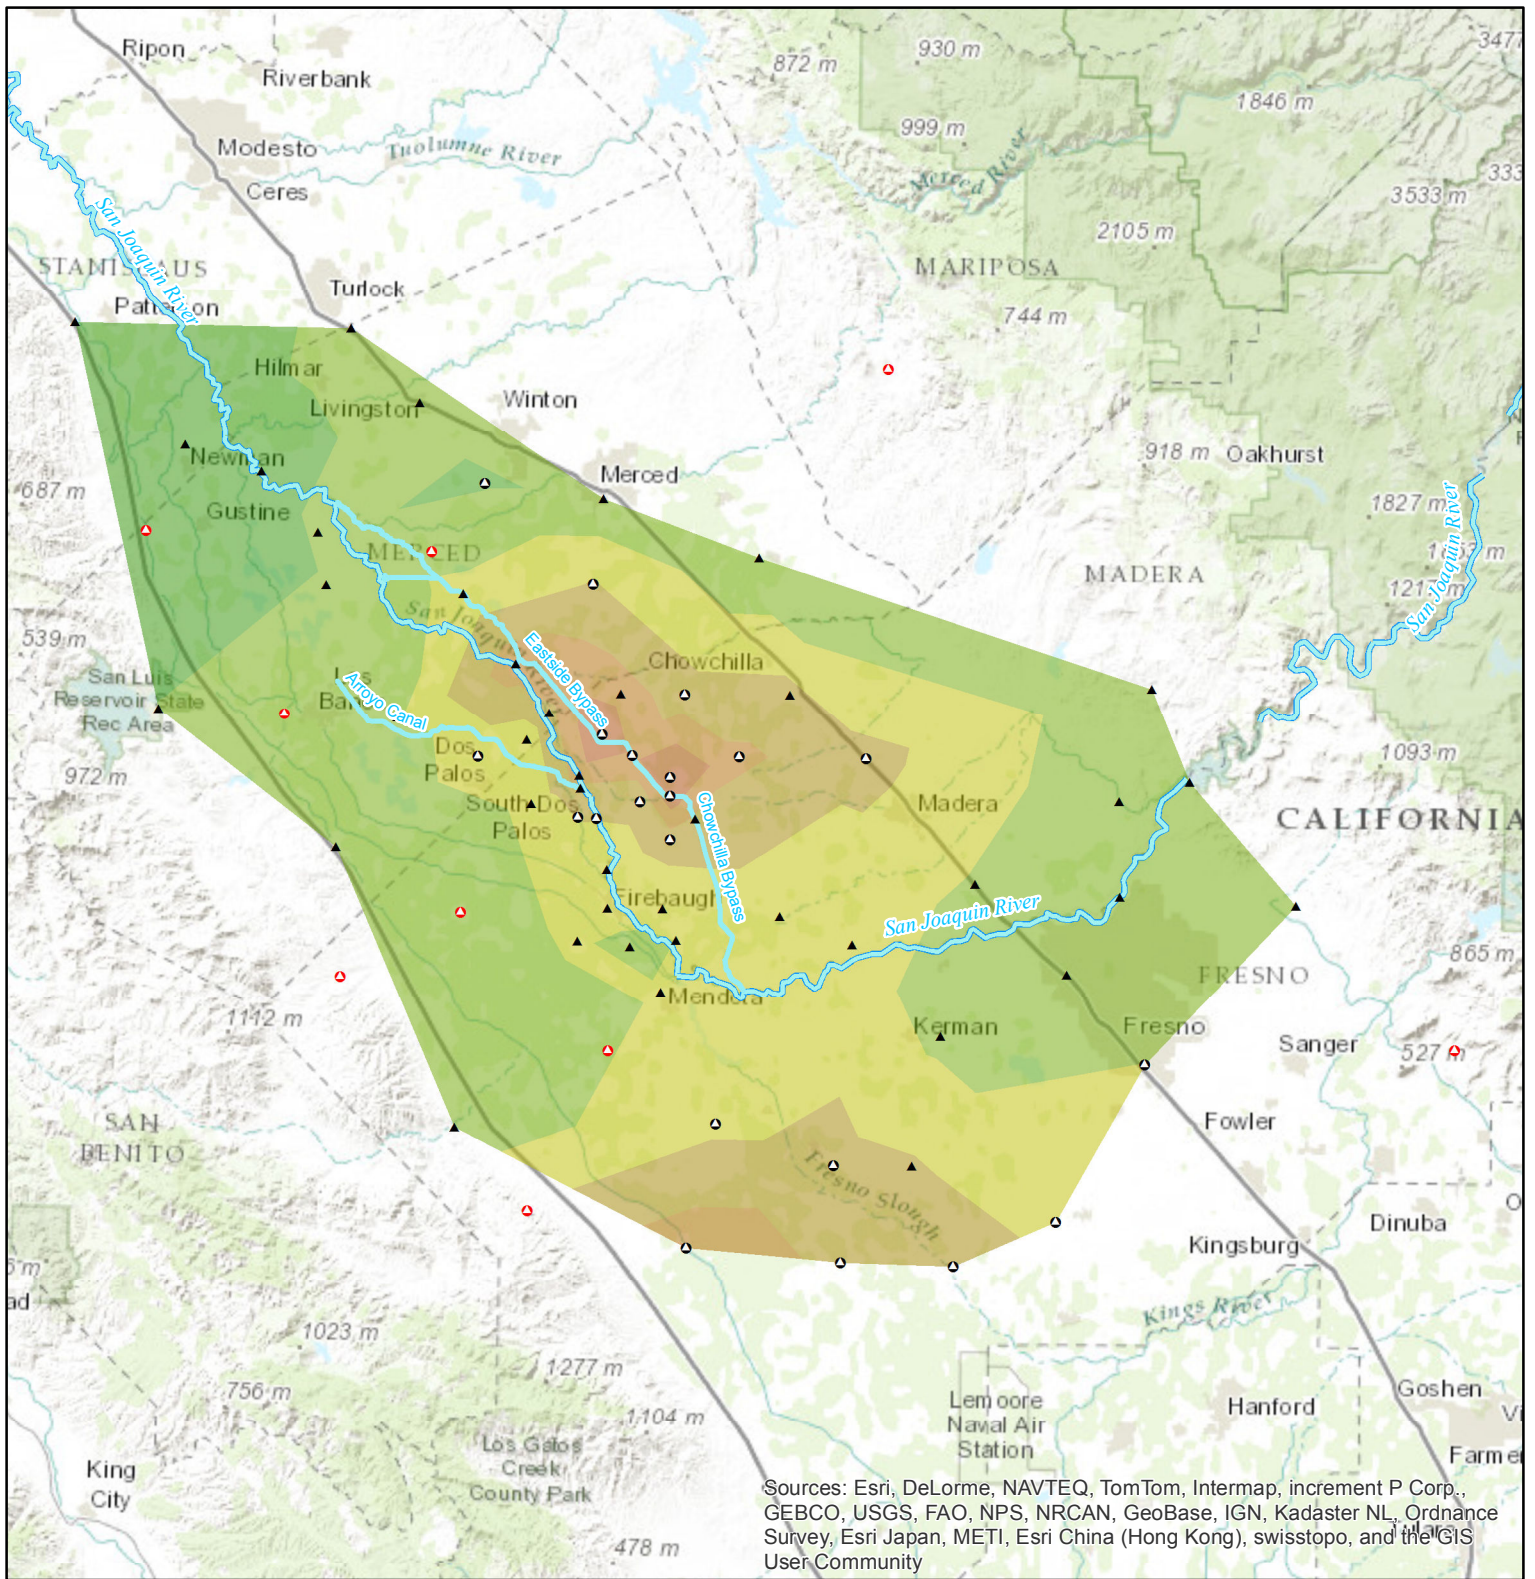 Ripon
Riverbank
872 m
930 m
1846 m
Modesto
Tuolumne River
999 m
Merced River
Ceres
3533 m
San Joaquin River
2105 m
STANISLAUS
MARIPOSA
Turlock
Patterson
744 m
Hilmar
Livingston
Winton
Newman
Merced
918 m
Oakhurst
687 m
Gustine
1827 m
San Joaquin River
MERCED
MADERA
San Joaquin River
539 m
Eastside Bypass
Chowchilla
San Luis
Reservoir State
Rec Area
Los
Banos
Arroyo Canal
Dos
Palos
972 m
1093 m
South Dos
Palos
Madera
CALIFORNIA
Chowchilla Bypass
Firebaugh
San Joaquin River
865 m
FRESNO
Mendota
1112 m
Kerman
Fresno
Sanger
527 m
SAN
BENITO
Fowler
Fresno Slough
Dinuba
Kingsburg
Kings River
1023 m
1277 m
756 m
1104 m
Lemoore
Naval Air
Station
Hanford
Goshen
Los Gatos
Creek
County Park
King
City
478 m
Sources: Esri, DeLorme, NAVTEQ, TomTom, Intermap, increment P Corp.,
GEBCO, USGS, FAO, NPS, NRCAN, GeoBase, IGN, Kadaster NL, Ordnance
Survey, Esri Japan, METI, Esri China (Hong Kong), swisstopo, and the GIS
User Community
Tulare